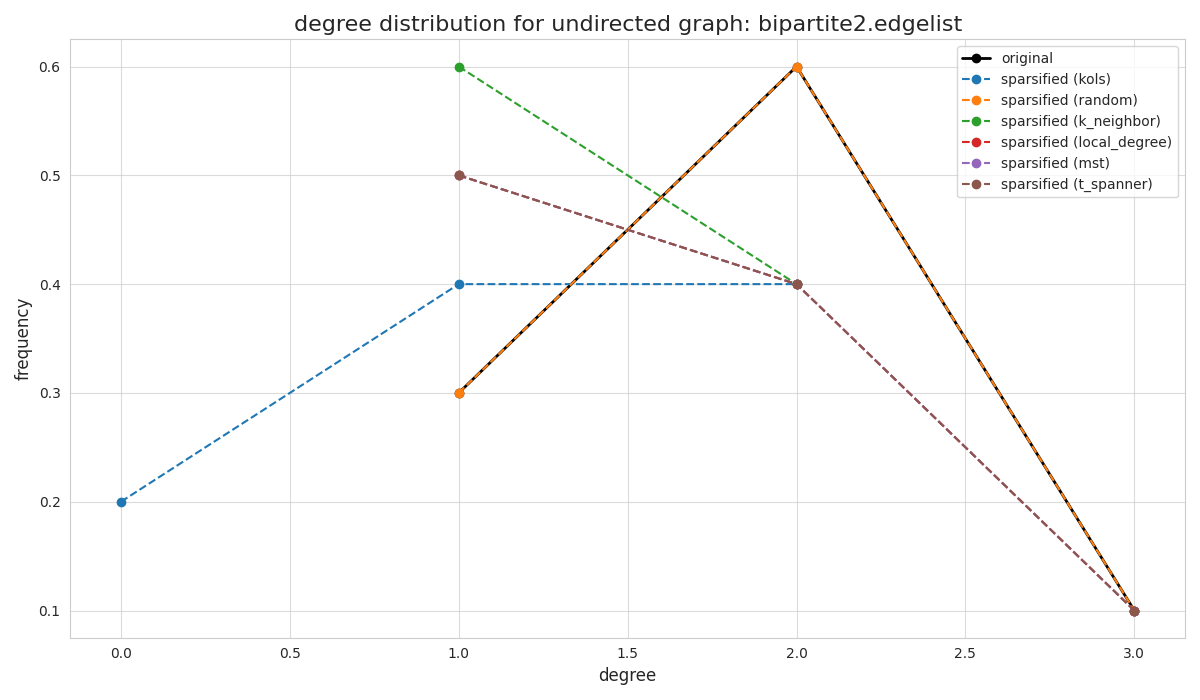 degree distribution for undirected graph: bipartite2.edgelist
original
sparsified (kols)
sparsified (random)
sparsified (k_neighbor)
sparsified (local_degree)
sparsified (mst)
sparsified (t_spanner)
frequency
0.6
0.5
0.4
0.3
0.2
0.1
0.0 0.5 1.0 1.5 2.0 2.5 3.0
degree